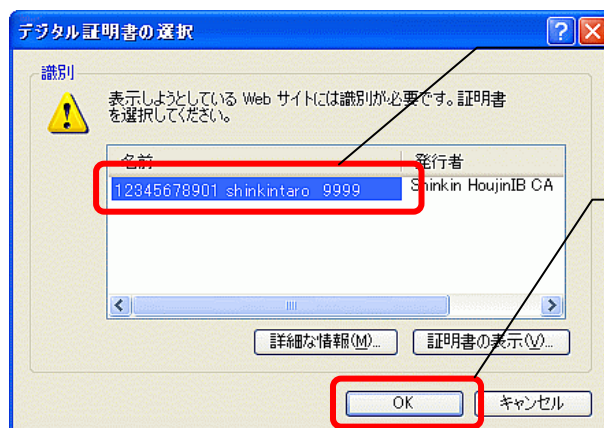 デジタル証明書の選択
識別
表示しようとしている Web サイトには識別が必要です。証明書
を選択してください。
名前 発行者
12345678901 shinkintaro 9999 Shinkin HoujinIB CA
詳細な情報(M)... 証明書の表示(V)...
OK キャンセル